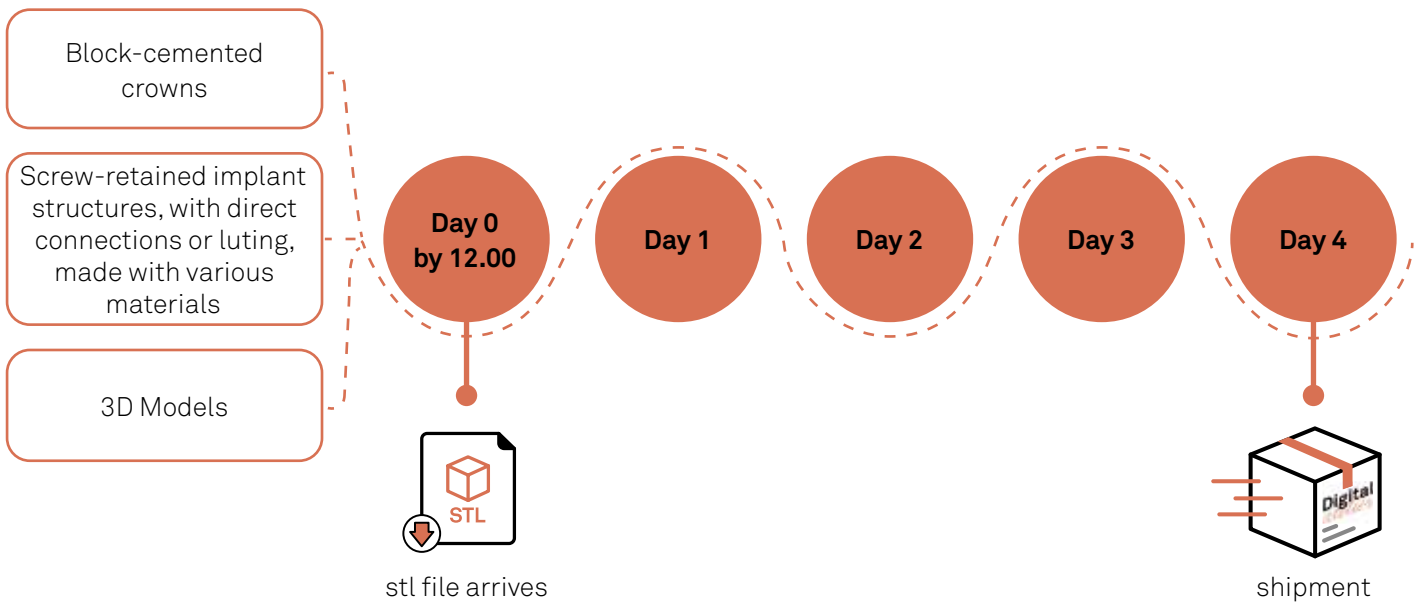 Block-cemented
crowns
Screw-retained implant
structures, with direct
connections or luting,
made with various
materials
3D Models
Day 0
by 12.00
Day 1
Day 2
Day 3
Day 4
STL
stl file arrives
Digital
shipment